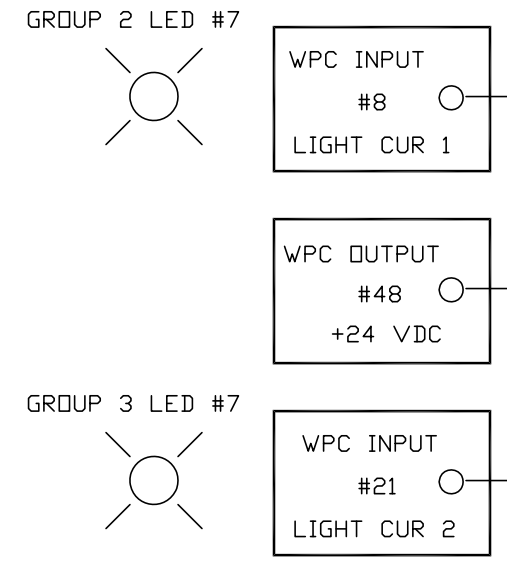 GROUP 2 LED #7
WPC INPUT
#8
LIGHT CUR 1
WPC OUTPUT
#48
+24 VDC
GROUP 3 LED #7
WPC INPUT
#21
LIGHT CUR 2